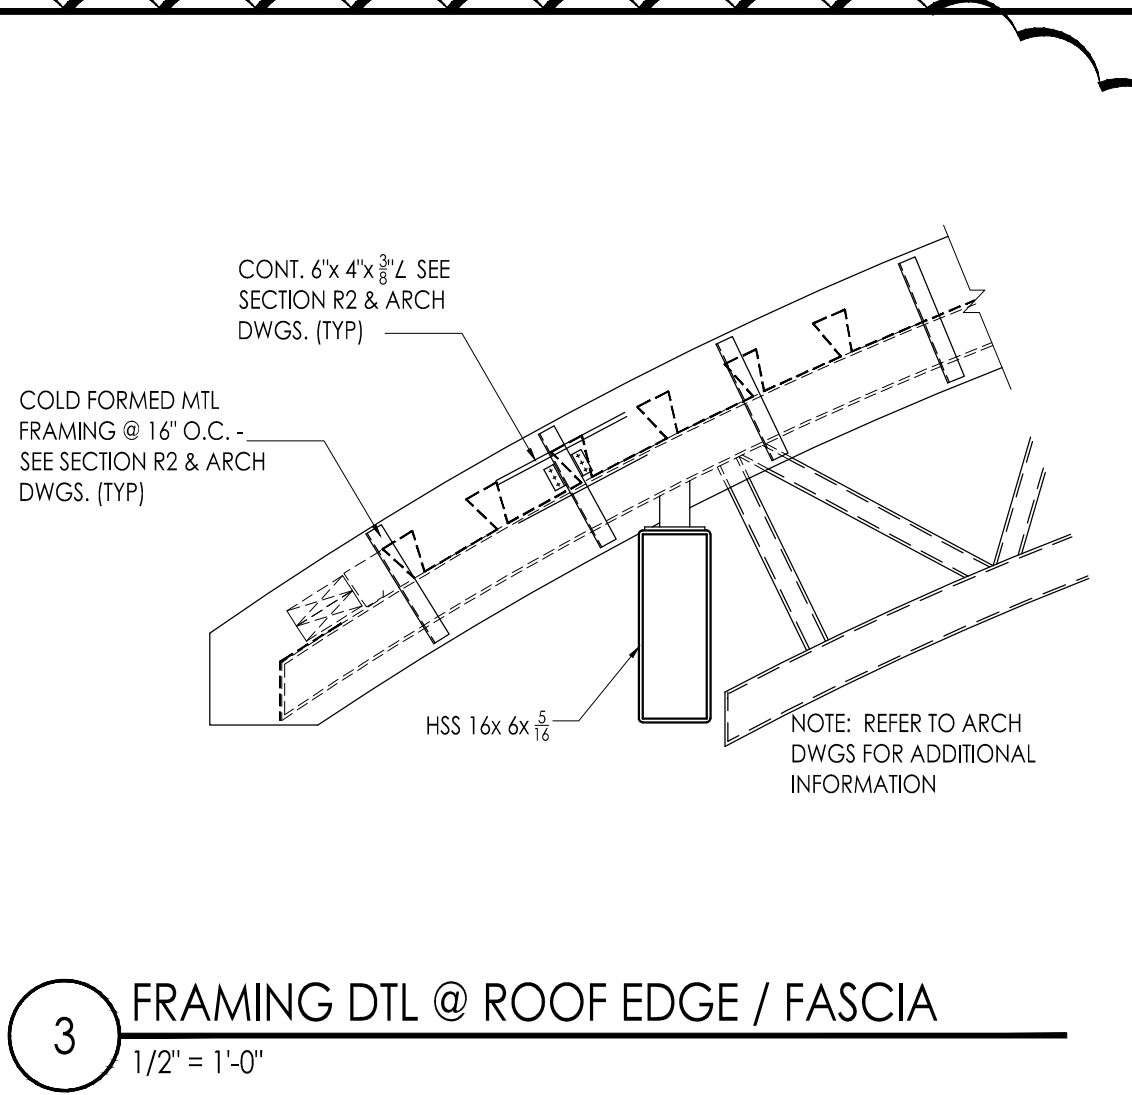 CONT. 6"x 4"x 3/8"∠ SEE
SECTION R2 & ARCH
DWGS. (TYP)
COLD FORMED MTL
FRAMING @ 16" O.C. -
SEE SECTION R2 & ARCH
DWGS. (TYP)
HSS 16x 6x 5/16
NOTE: REFER TO ARCH
DWGS FOR ADDITIONAL
INFORMATION
3
FRAMING DTL @ ROOF EDGE / FASCIA
1/2" = 1'-0"